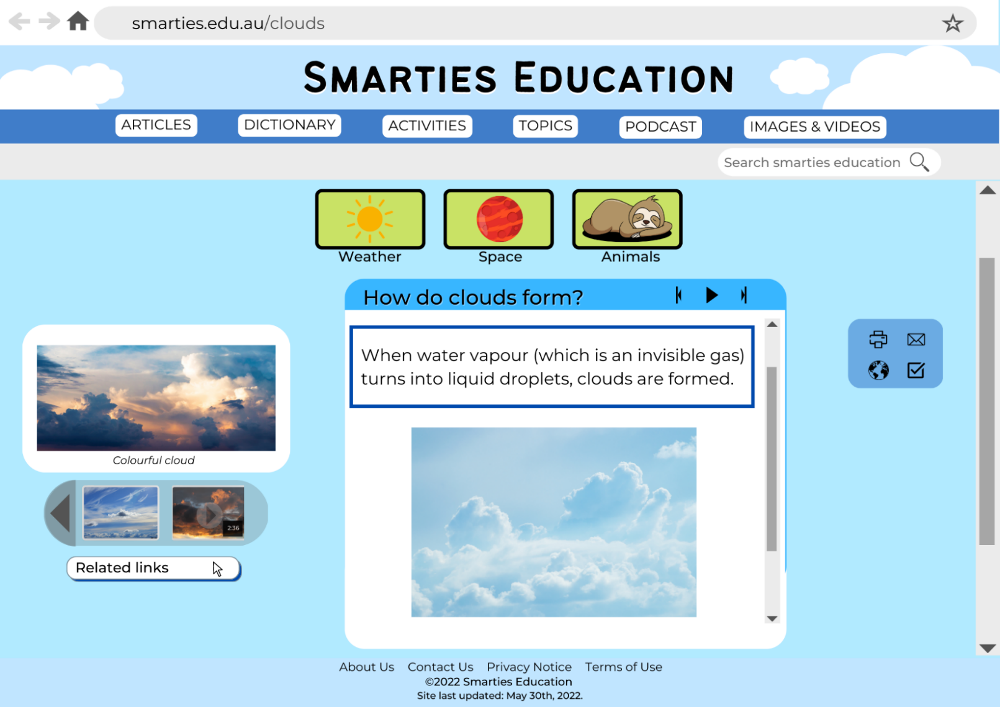 smarties.edu.au/clouds
SMARTIES EDUCATION
ARTICLES
DICTIONARY
ACTIVITIES
TOPICS
PODCAST
IMAGES & VIDEOS
Search smarties education
Weather
Space
Animals
How do clouds form?
When water vapour (which is an invisible gas)
turns into liquid droplets, clouds are formed.
Colourful cloud
2:36
Related links
About Us
Contact Us
Privacy Notice
Terms of Use
©2022 Smarties Education
Site last updated: May 30th, 2022.